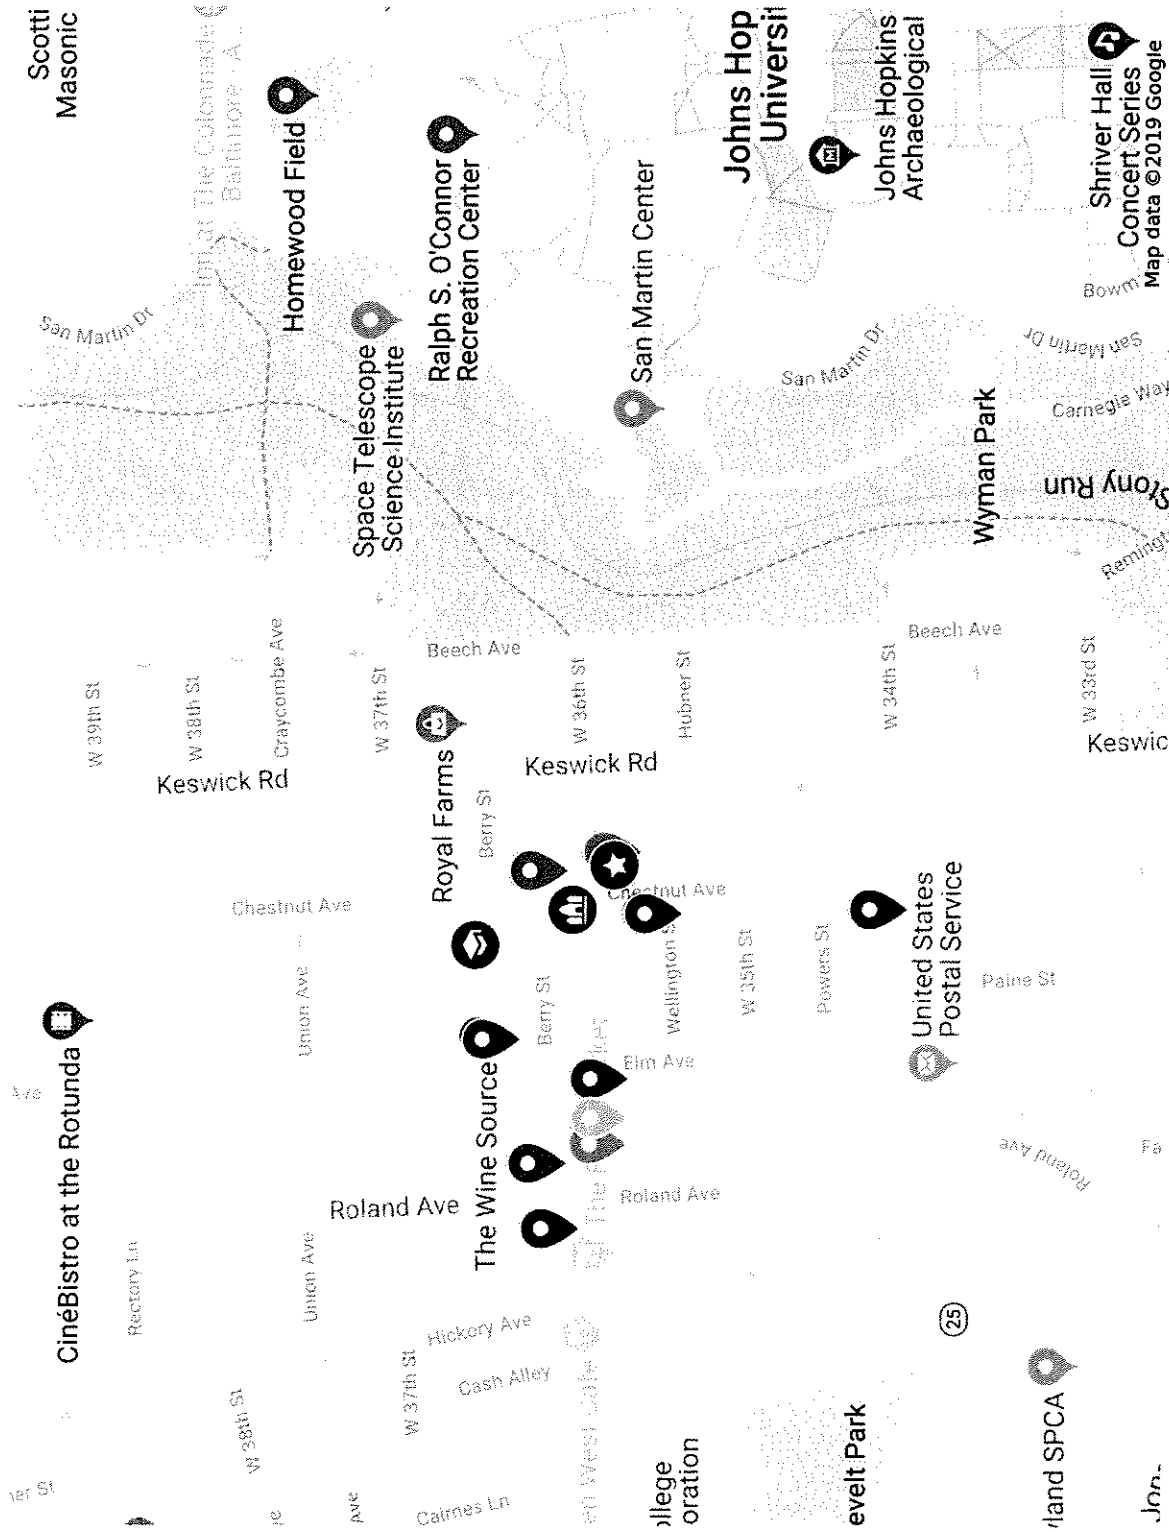 Scotti
Masonic
Homewood Field
Ralph S. O'Connor
Recreation Center
Johns Hop
Universit
Johns Hopkins
Archaeological
Shriver Hall
Concert Series
Map data ©2019 Google
San Martin Dr
Space Telescope
Science Institute
San Martin Center
San Martin Dr
Bowm
San Martin Dr
Carnegie Way
Wyman Park
Stony Run
Remingt
Beech Ave
Beech Ave
W 39th St
W 38th St
Craycombe Ave
W 37th St
W 36th St
Hubner St
W 34th St
W 33rd St
Keswick Rd
Keswick Rd
Keswic
Royal Farms
Berry St
Chestnut Ave
Chestnut Ave
Union Ave
Berry St
Wellington S
W 35th St
Powers St
United States
Postal Service
Paine St
CinéBistro at the Rotunda
Ave
The Wine Source
Elm Ave
Roland Ave
Roland Ave
Roland Ave
Fa
Rectory Ln
Union Ave
Hickory Ave
Cash Alley
25
W 38th St
W 37th St
Cairnes Ln
Ave
llege
oration
evelt Park
land SPCA